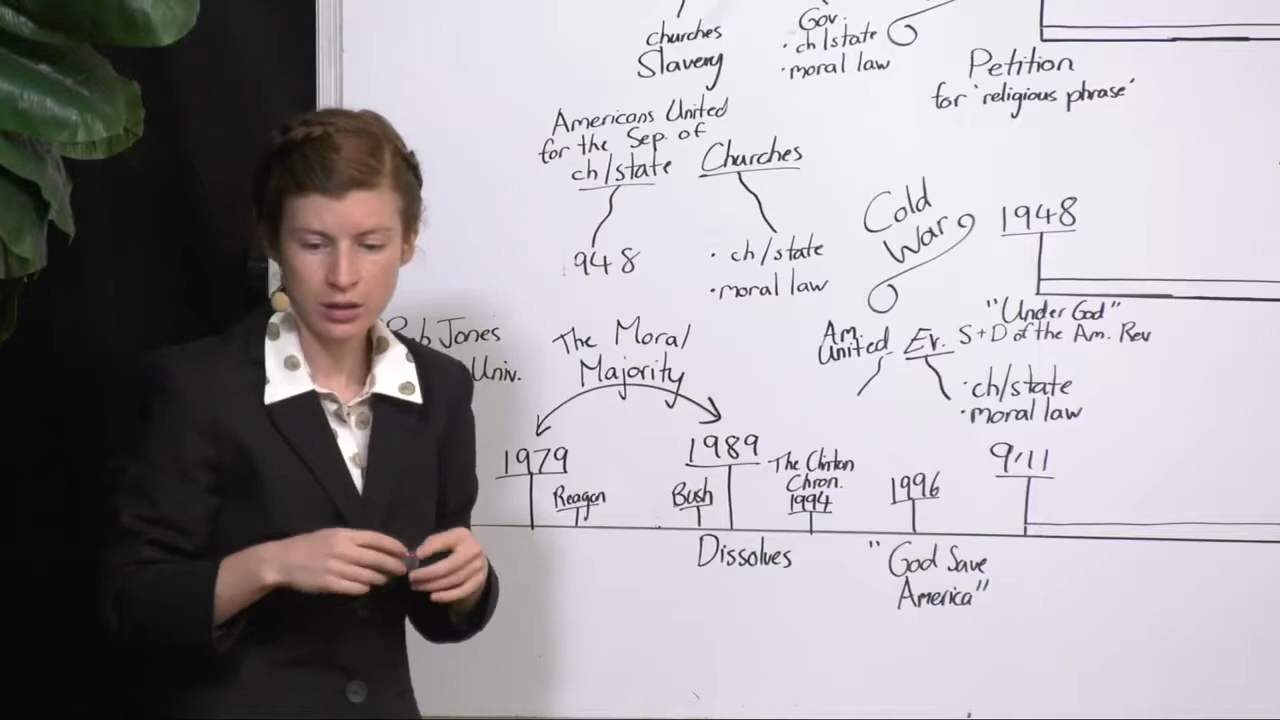 churches
Slavery
Gov.
· ch/state
· moral law
Petition
for 'religious phrase'
Americans United
for the Sep. of
ch/state
Churches
948
· ch/state
· moral law
Cold
War
1948
"Under God"
S+D of the Am. Rev
Am.
United
Ev.
· ch/state
· moral law
Bob Jones
Univ.
The Moral
Majority
1979
Reagan
1989
Bush
Dissolves
The Clinton
Chron.
1994
1996
"God Save
America"
9/11